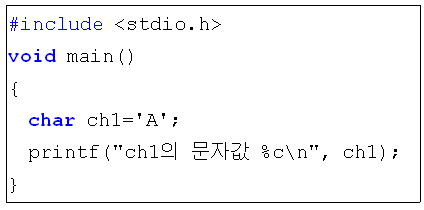 #include <stdio.h>
void main()
{
char ch1='A';
printf("ch1의 문자값 %c\n", ch1);
}